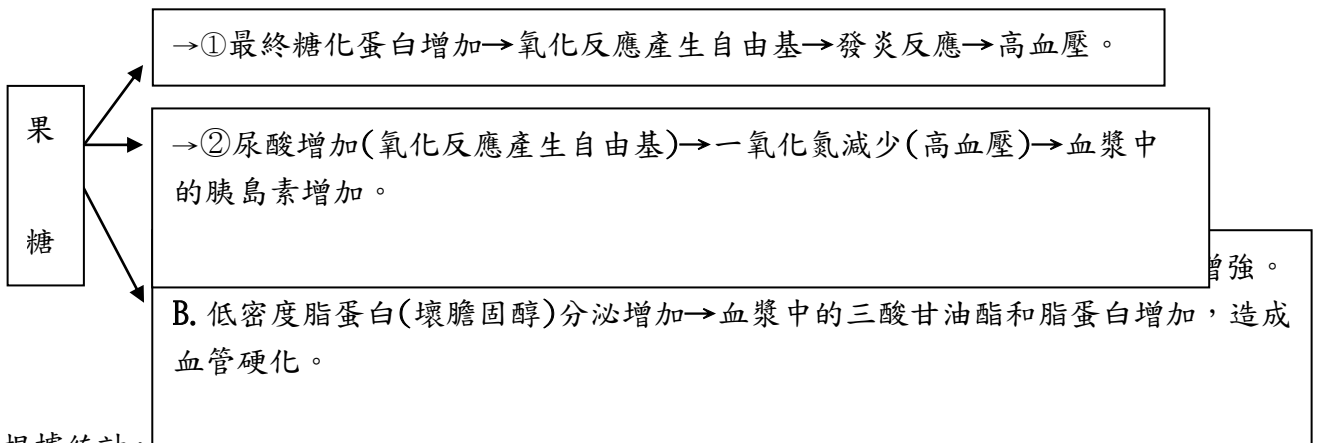 →①最終糖化蛋白增加→氧化反應產生自由基→發炎反應→高血壓。
果
糖
→②尿酸增加(氧化反應產生自由基)→一氧化氮減少(高血壓)→血漿中
的胰島素增加。
增強。
B.低密度脂蛋白(壞膽固醇)分泌增加→血漿中的三酸甘油酯和脂蛋白增加，造成
血管硬化。